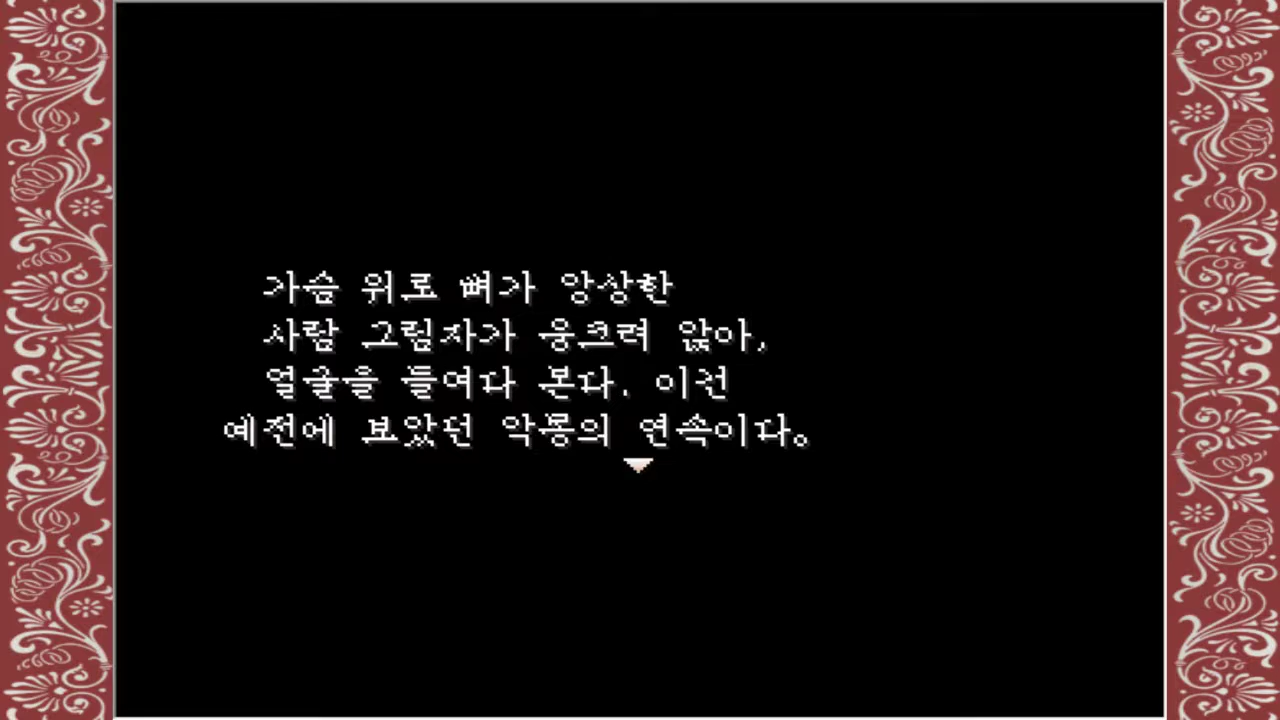 가슴 위로 뼈가 앙상한
사람 그림자가 웅크려 앉아,
얼굴을 들여다 본다. 이건
예전에 보았던 악몽의 연속이다。